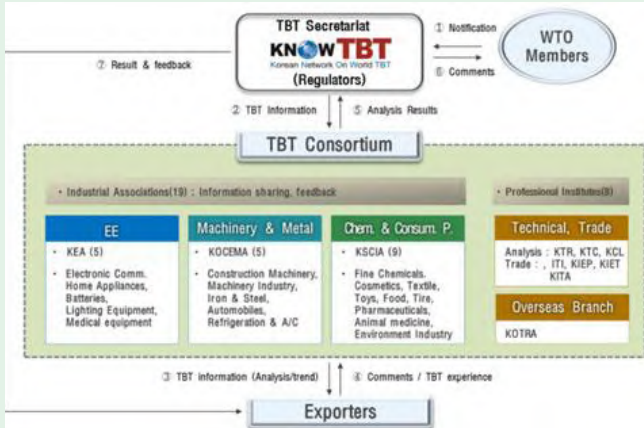 TBT Secretariat
KNOWTBT
Korean Network On World TBT
(Regulators)
① Notification
WTO
Members
⑥ Comments
⑦ Result & feedback
② TBT Information
⑤ Analysis Results
TBT Consortium
• Industrial Associations(19) : Information sharing, feedback
• Professional Institutes(8)
EE
• KEA (5)
• Electronic Comm.
Home Appliances,
Batteries,
Lighting Equipment,
Medical equipment
Machinery & Metal
• KOCEMA (5)
• Construction Machinery,
Machinery Industry,
Iron & Steel,
Automobiles,
Refrigeration & A/C
Chem. & Consum. P.
• KSCIA (9)
• Fine Chemicals.
Cosmetics, Textile,
Toys, Food, Tire,
Pharmaceuticals,
Animal medicine,
Environment Industry
Technical, Trade
Analysis : KTR, KTC, KCL
Trade : , ITI, KIEP, KIET
KITA
Overseas Branch
KOTRA
③ TBT information (Analysis/trend)
④ Comments / TBT experience
Exporters